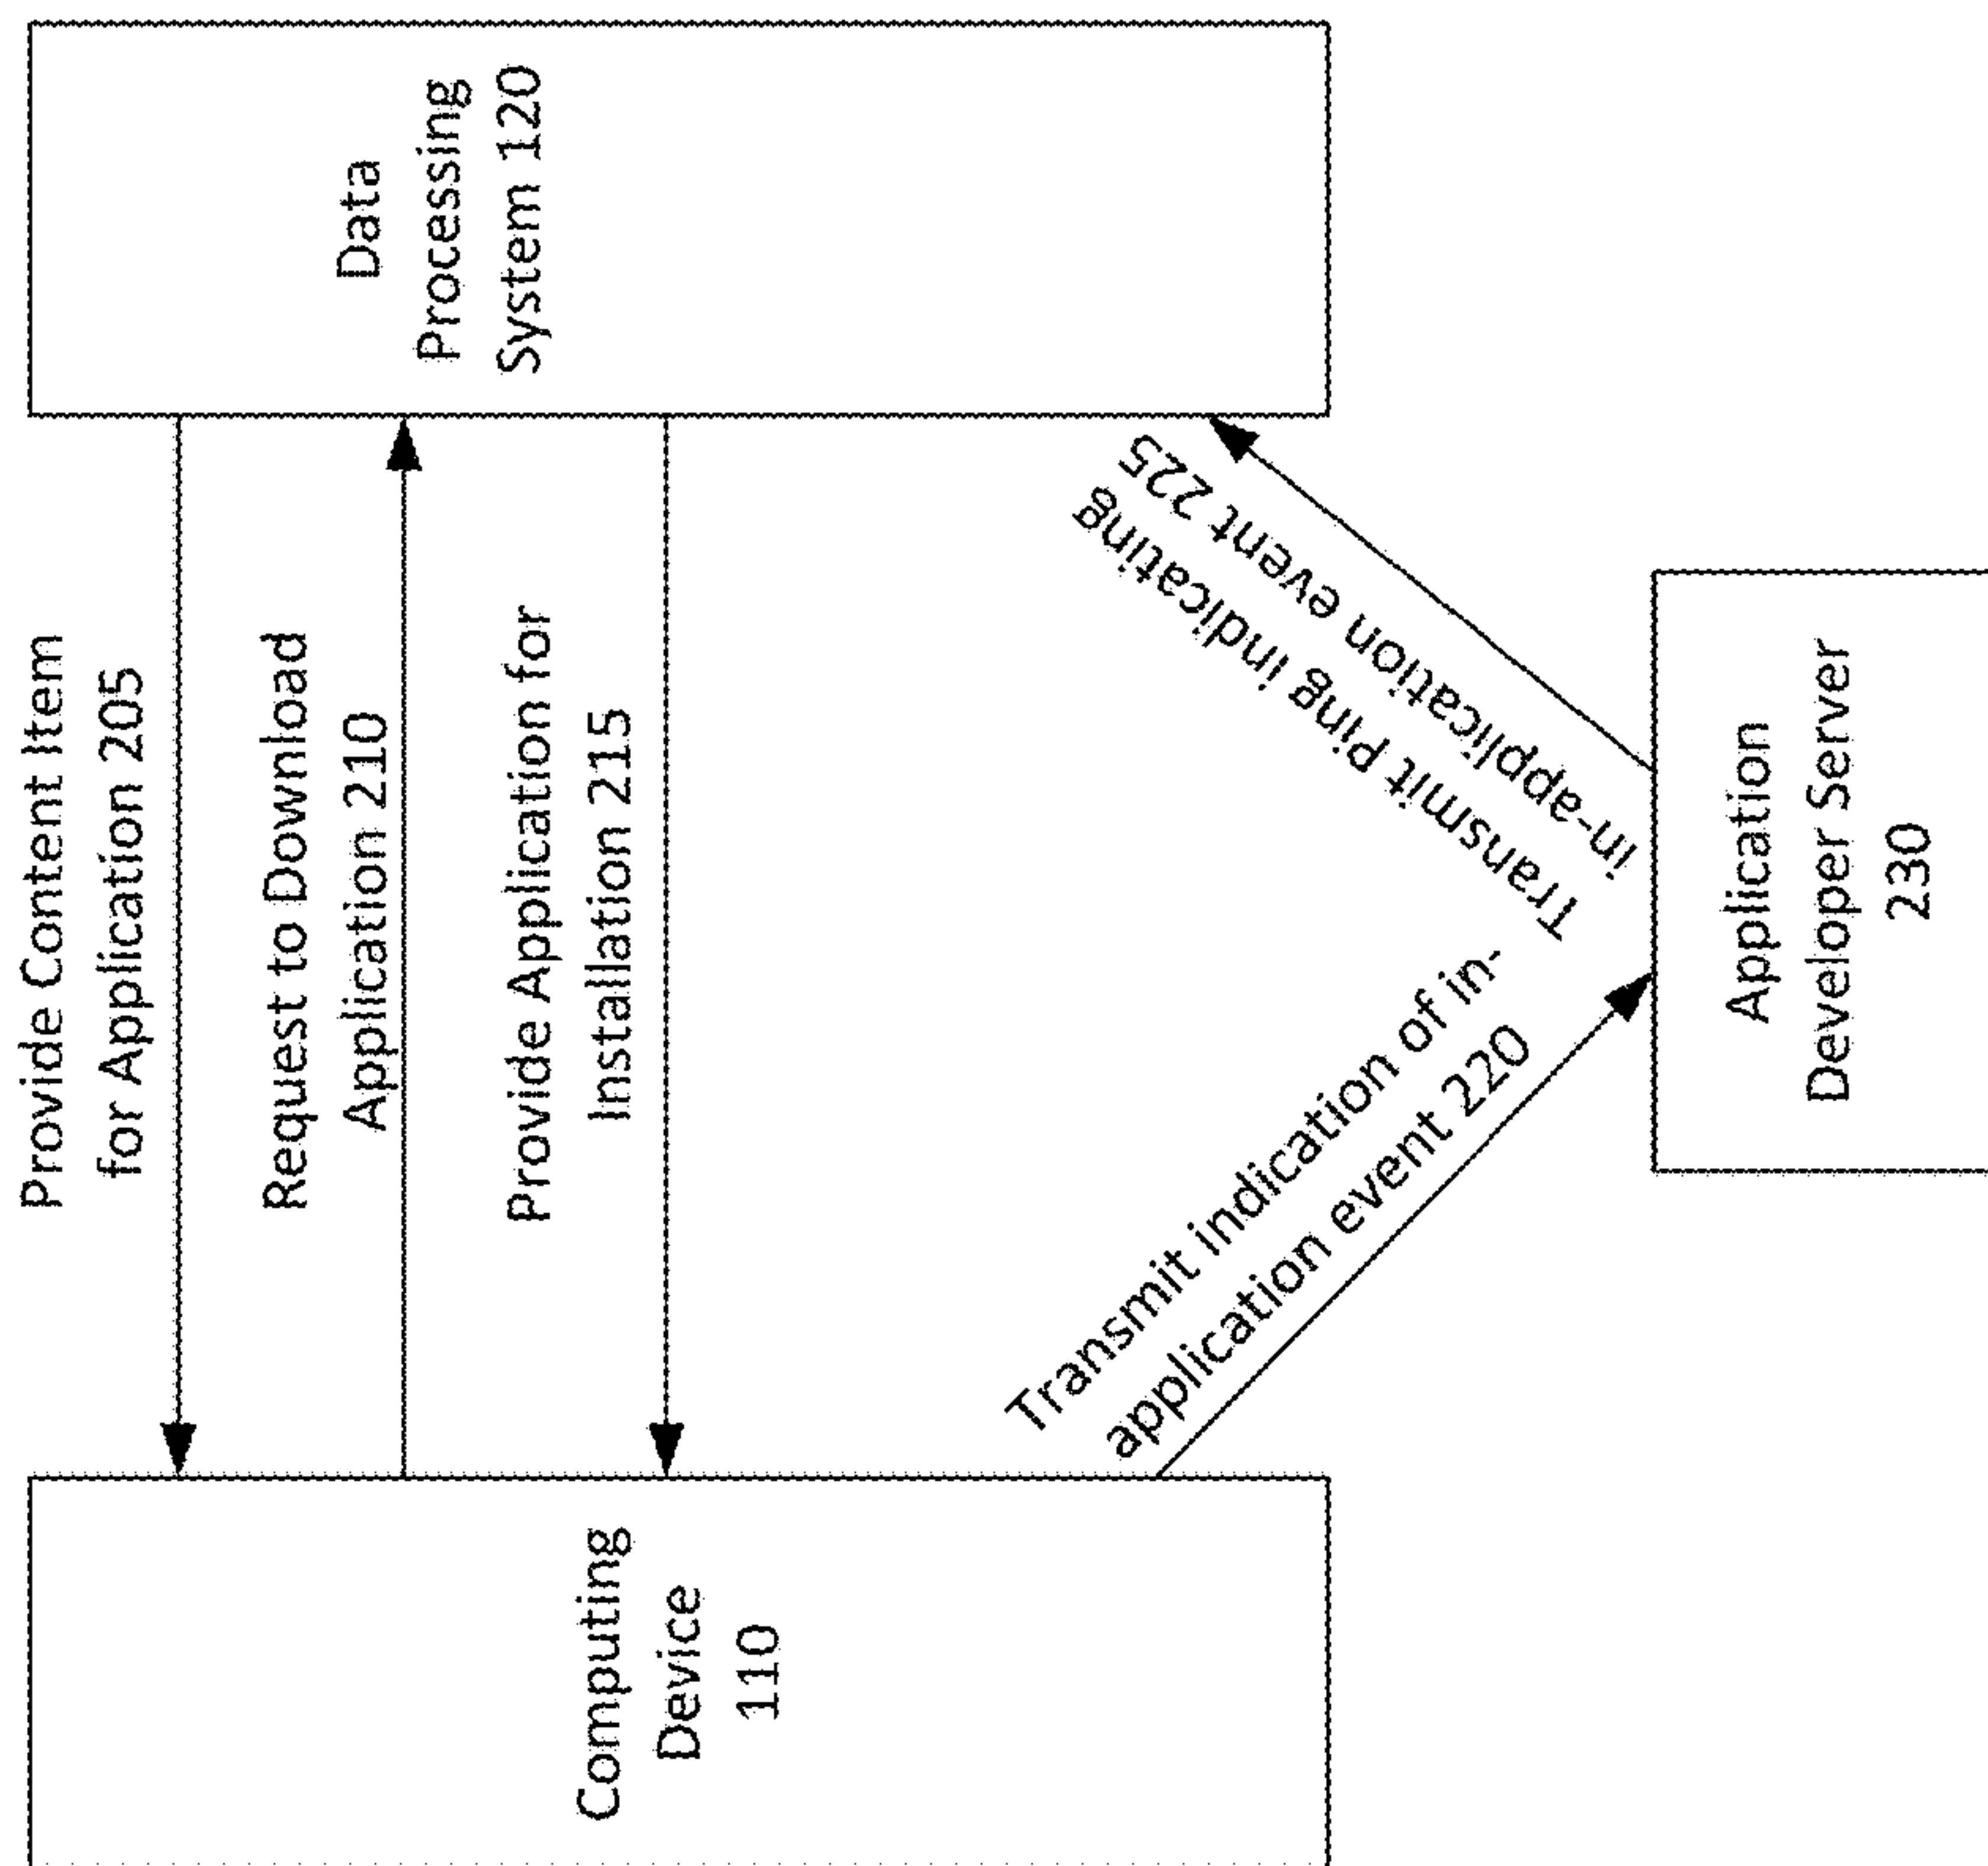 Provide Content Item
for Application 205
Request to Download
Application 210
Provide Application for
Installation 215
Computing
Device
110
Data
Processing
System 120
Transmit indication of in-
application event 220
Transmit Ping indicating
in-application event 225
Application
Developer Server
230